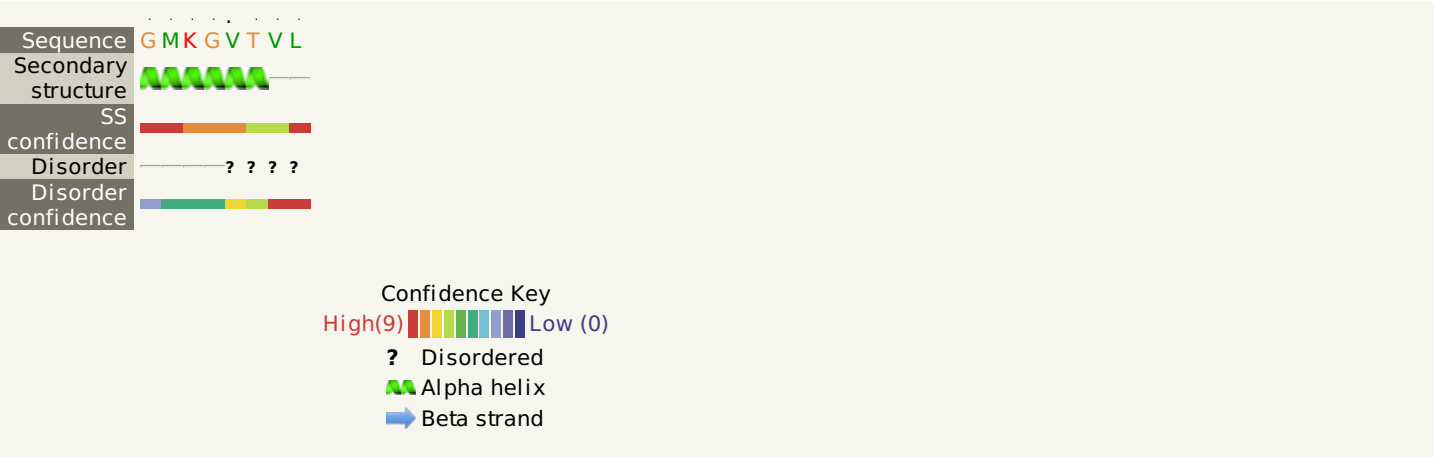 Sequence GMKGVTVL
Secondary
structure
SS
confidence
Disorder ? ? ? ?
Disorder
confidence
Confidence Key
High(9) Low (0)
? Disordered
Alpha helix
Beta strand